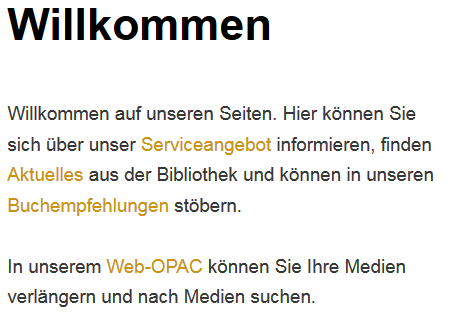 Willkommen
Willkommen auf unseren Seiten. Hier können Sie
sich über unser Serviceangebot informieren, finden
Aktuelles aus der Bibliothek und können in unseren
Buchempfehlungen stöbern.
In unserem Web-OPAC können Sie Ihre Medien
verlängern und nach Medien suchen.